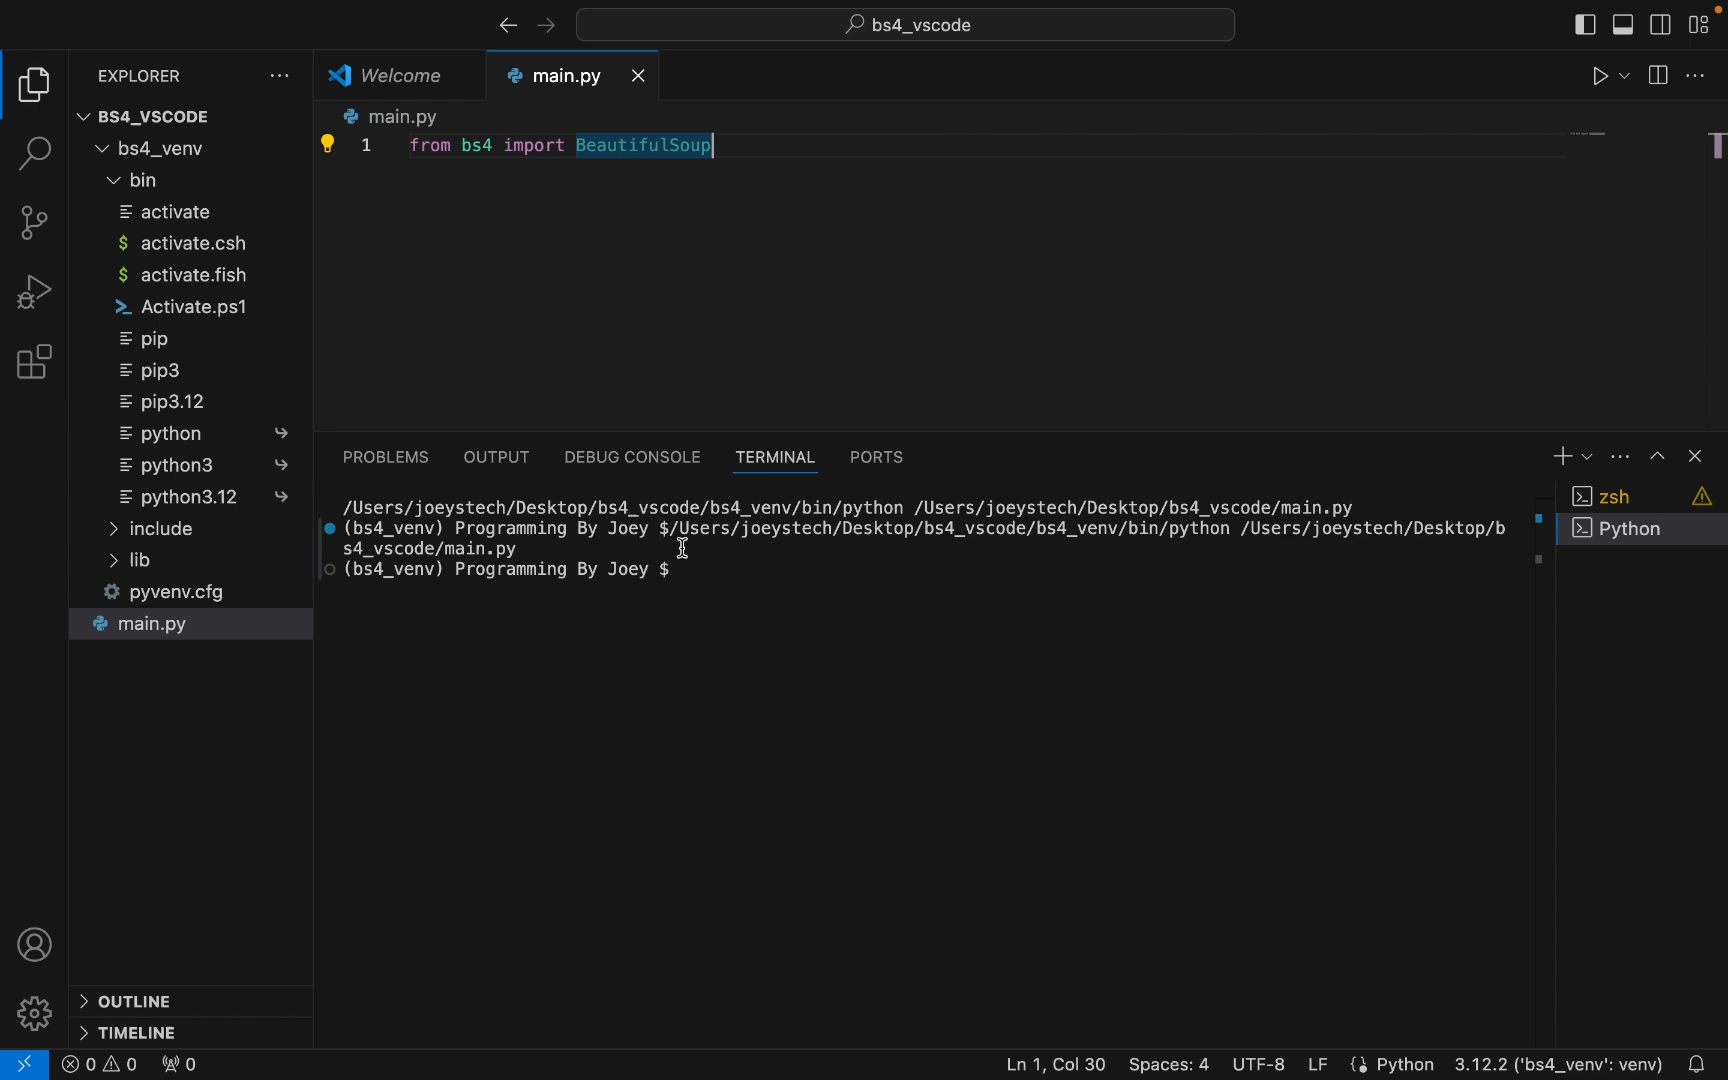 bs4_vscode
EXPLORER
BS4_VSCODE
bs4_venv
bin
activate
$ activate.csh
$ activate.fish
Activate.ps1
pip
pip3
pip3.12
python
python3
python3.12
include
lib
pyvenv.cfg
main.py
OUTLINE
TIMELINE
Welcome
main.py
main.py
1 from bs4 import BeautifulSoup
PROBLEMS OUTPUT DEBUG CONSOLE TERMINAL PORTS
/Users/joeystech/Desktop/bs4_vscode/bs4_venv/bin/python /Users/joeystech/Desktop/bs4_vscode/main.py
(bs4_venv) Programming By Joey $/Users/joeystech/Desktop/bs4_vscode/bs4_venv/bin/python /Users/joeystech/Desktop/b
s4_vscode/main.py
(bs4_venv) Programming By Joey $
zsh
Python
0 0 0 Ln 1, Col 30 Spaces: 4 UTF-8 LF Python 3.12.2 ('bs4_venv': venv)